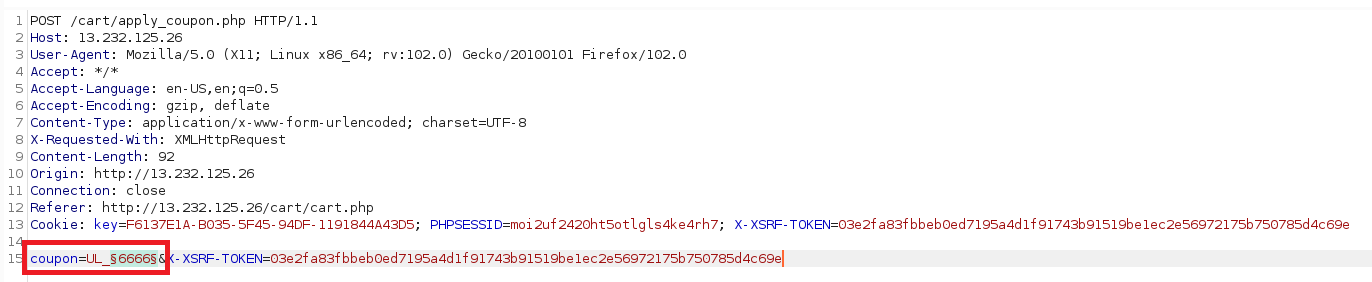 1 POST /cart/apply_coupon.php HTTP/1.1
2 Host: 13.232.125.26
3 User-Agent: Mozilla/5.0 (X11; Linux x86_64; rv:102.0) Gecko/20100101 Firefox/102.0
4 Accept: */*
5 Accept-Language: en-US,en;q=0.5
6 Accept-Encoding: gzip, deflate
7 Content-Type: application/x-www-form-urlencoded; charset=UTF-8
8 X-Requested-With: XMLHttpRequest
9 Content-Length: 92
10 Origin: http://13.232.125.26
11 Connection: close
12 Referer: http://13.232.125.26/cart/cart.php
13 Cookie: key=F6137E1A-B035-5F45-94DF-1191844A43D5; PHPSESSID=moi2uf2420ht5otlgls4ke4rh7; X-XSRF-TOKEN=03e2fa83fbbeb0ed7195a4d1f91743b91519be1ec2e56972175b750785d4c69e
14
15 coupon=UL_§6666§&X-XSRF-TOKEN=03e2fa83fbbeb0ed7195a4d1f91743b91519be1ec2e56972175b750785d4c69e